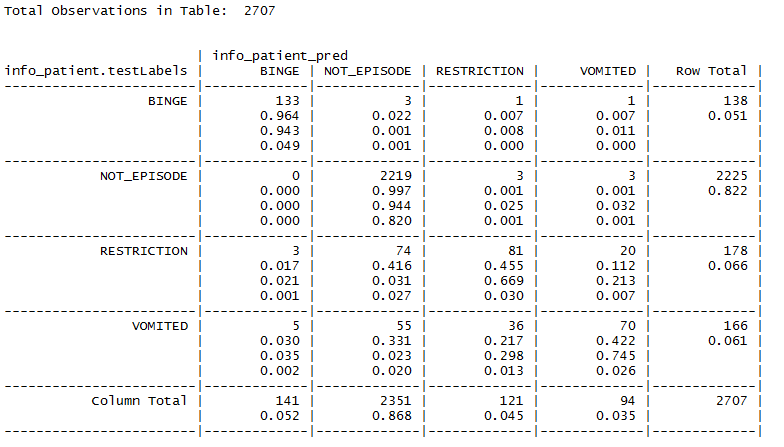 Total Observations in Table:  2707
                         | info_patient_pred
info_patient.testLabels |       BINGE | NOT_EPISODE | RESTRICTION |     VOMITED |   Row Total |
------------------------|-------------|-------------|-------------|-------------|-------------|
                  BINGE |         133 |           3 |           1 |           1 |         138 |
                        |       0.964 |       0.022 |       0.007 |       0.007 |       0.051 |
                        |       0.943 |       0.001 |       0.008 |       0.011 |             |
                        |       0.049 |       0.001 |       0.000 |       0.000 |             |
------------------------|-------------|-------------|-------------|-------------|-------------|
            NOT_EPISODE |           0 |        2219 |           3 |           3 |        2225 |
                        |       0.000 |       0.997 |       0.001 |       0.001 |       0.822 |
                        |       0.000 |       0.944 |       0.025 |       0.032 |             |
                        |       0.000 |       0.820 |       0.001 |       0.001 |             |
------------------------|-------------|-------------|-------------|-------------|-------------|
            RESTRICTION |           3 |          74 |          81 |          20 |         178 |
                        |       0.017 |       0.416 |       0.455 |       0.112 |       0.066 |
                        |       0.021 |       0.031 |       0.669 |       0.213 |             |
                        |       0.001 |       0.027 |       0.030 |       0.007 |             |
------------------------|-------------|-------------|-------------|-------------|-------------|
                VOMITED |           5 |          55 |          36 |          70 |         166 |
                        |       0.030 |       0.331 |       0.217 |       0.422 |       0.061 |
                        |       0.035 |       0.023 |       0.298 |       0.745 |             |
                        |       0.002 |       0.020 |       0.013 |       0.026 |             |
------------------------|-------------|-------------|-------------|-------------|-------------|
           Column Total |         141 |        2351 |         121 |          94 |        2707 |
                        |       0.052 |       0.868 |       0.045 |       0.035 |             |
------------------------|-------------|-------------|-------------|-------------|-------------|